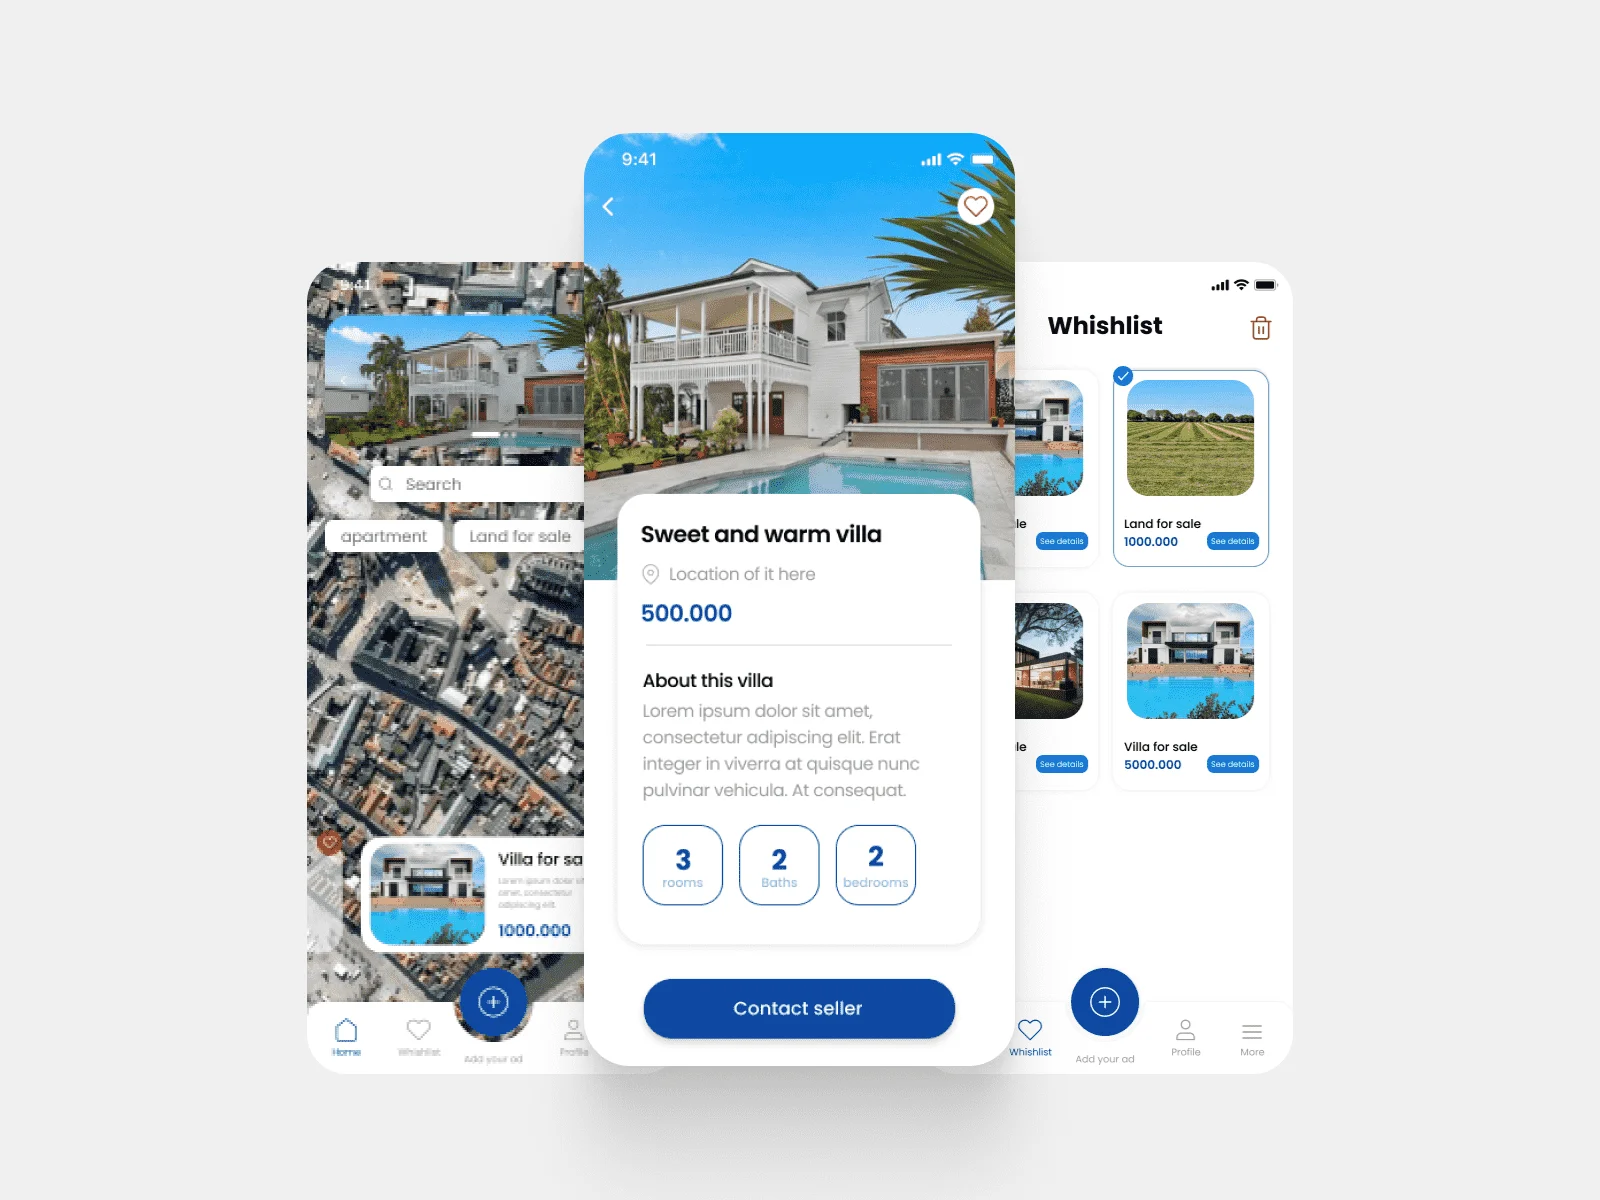 9:41
Search
apartment
Land for sale
Villa for sa
Lorem ipsum dolor sit
amet, consectetur
adipiscing elit.
1000.000
Home
Whishlist
Add your ad
Profile
9:41
Sweet and warm villa
Location of it here
500.000
About this villa
Lorem ipsum dolor sit amet,
consectetur adipiscing elit. Erat
integer in viverra at quisque nunc
pulvinar vehicula. At consequat.
3
rooms
2
Baths
2
bedrooms
Contact seller
Whishlist
le
See details
Land for sale
1000.000
See details
le
See details
Villa for sale
5000.000
See details
Whishlist
Add your ad
Profile
More